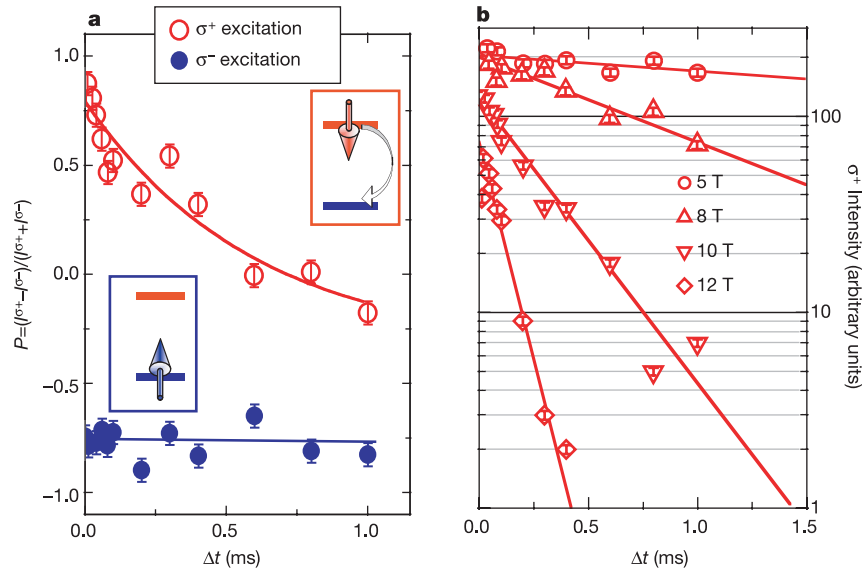 a
σ⁺ excitation
σ⁻ excitation
1.0
0.5
0.0
−0.5
−1.0
P=(Iσ+–Iσ–)/(Iσ++Iσ–)
0.0
0.5
1.0
Δt (ms)
b
5 T
8 T
10 T
12 T
100
10
1
σ⁺ Intensity (arbitrary units)
0.0
0.5
1.0
1.5
Δt (ms)